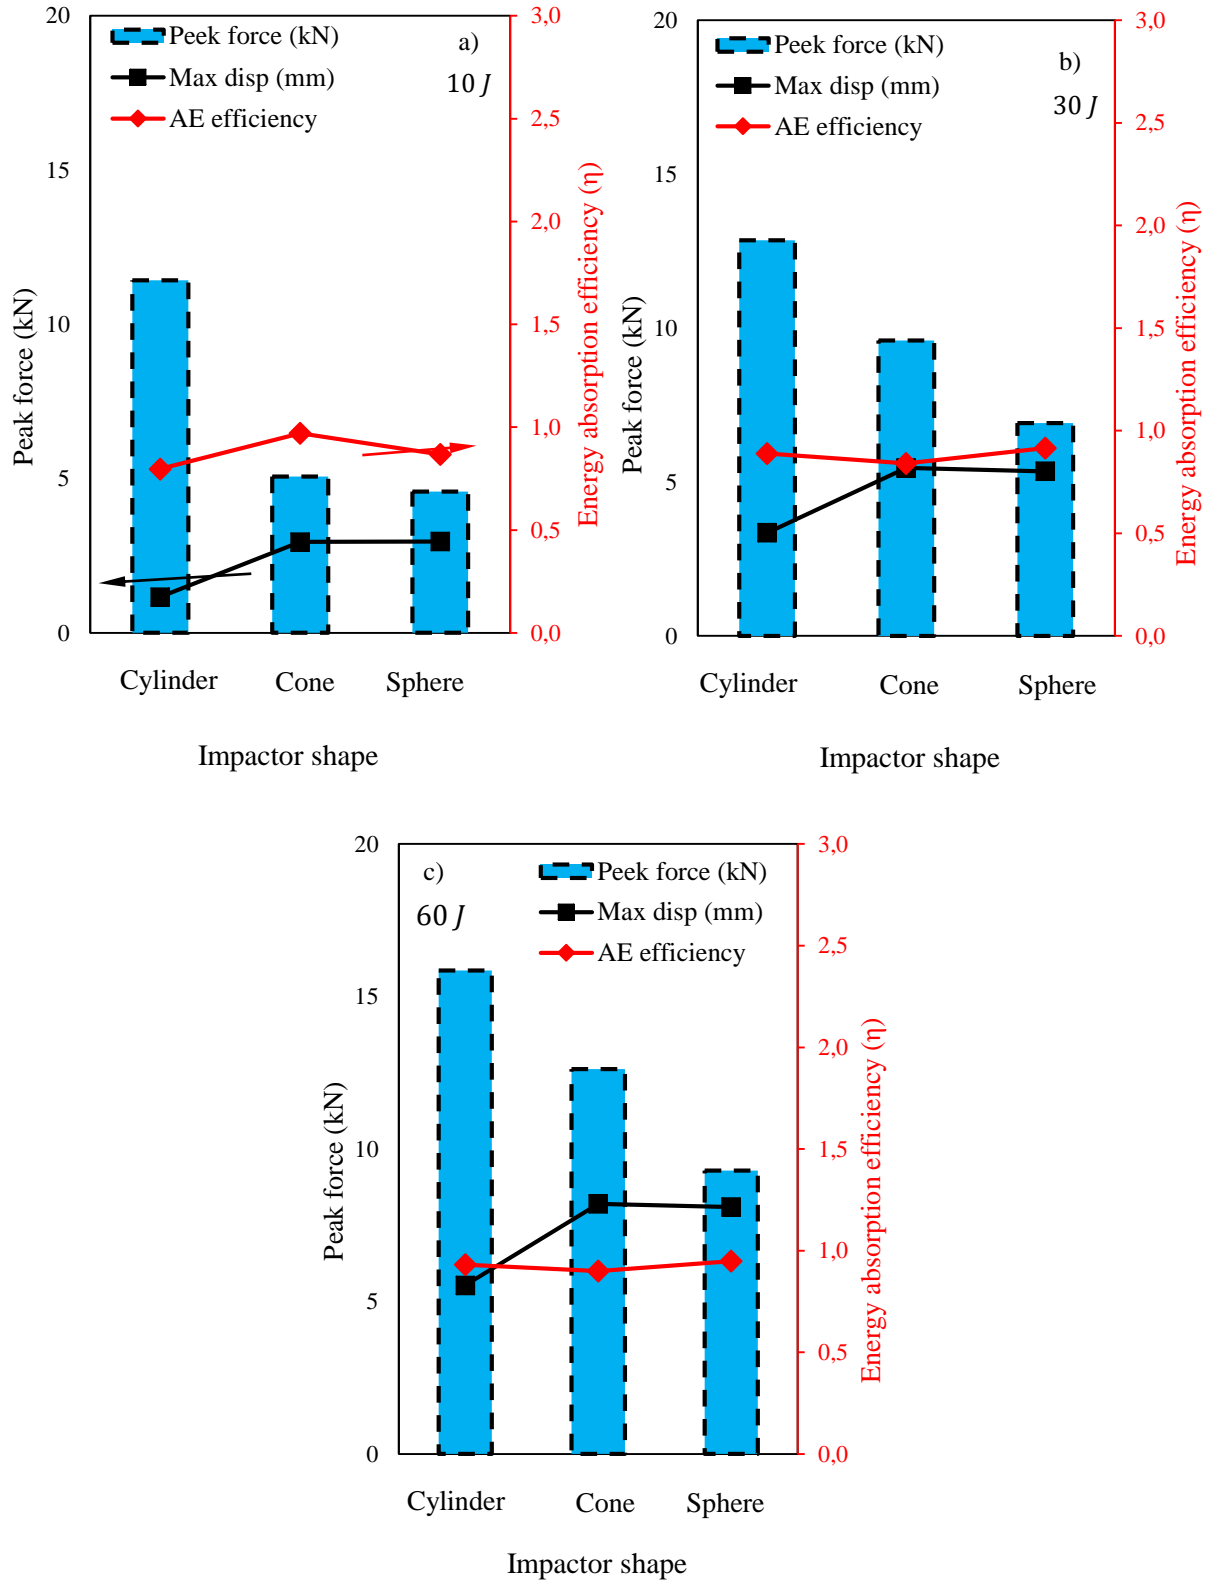 20
15
10
5
0
Peak force (kN)
Peek force (kN)
Max disp (mm)
AE efficiency
a)
10 J
3,0
2,5
2,0
1,5
1,0
0,5
0,0
Energy absorption efficiency (η)
Cylinder Cone Sphere
Impactor shape
20
15
10
5
0
Peak force (kN)
Peek force (kN)
Max disp (mm)
AE efficiency
b)
30 J
3,0
2,5
2,0
1,5
1,0
0,5
0,0
Energy absorption efficiency (η)
Cylinder Cone Sphere
Impactor shape
20
15
10
5
0
Peak force (kN)
c)
60 J
Peek force (kN)
Max disp (mm)
AE efficiency
3,0
2,5
2,0
1,5
1,0
0,5
0,0
Energy absorption efficiency (η)
Cylinder Cone Sphere
Impactor shape